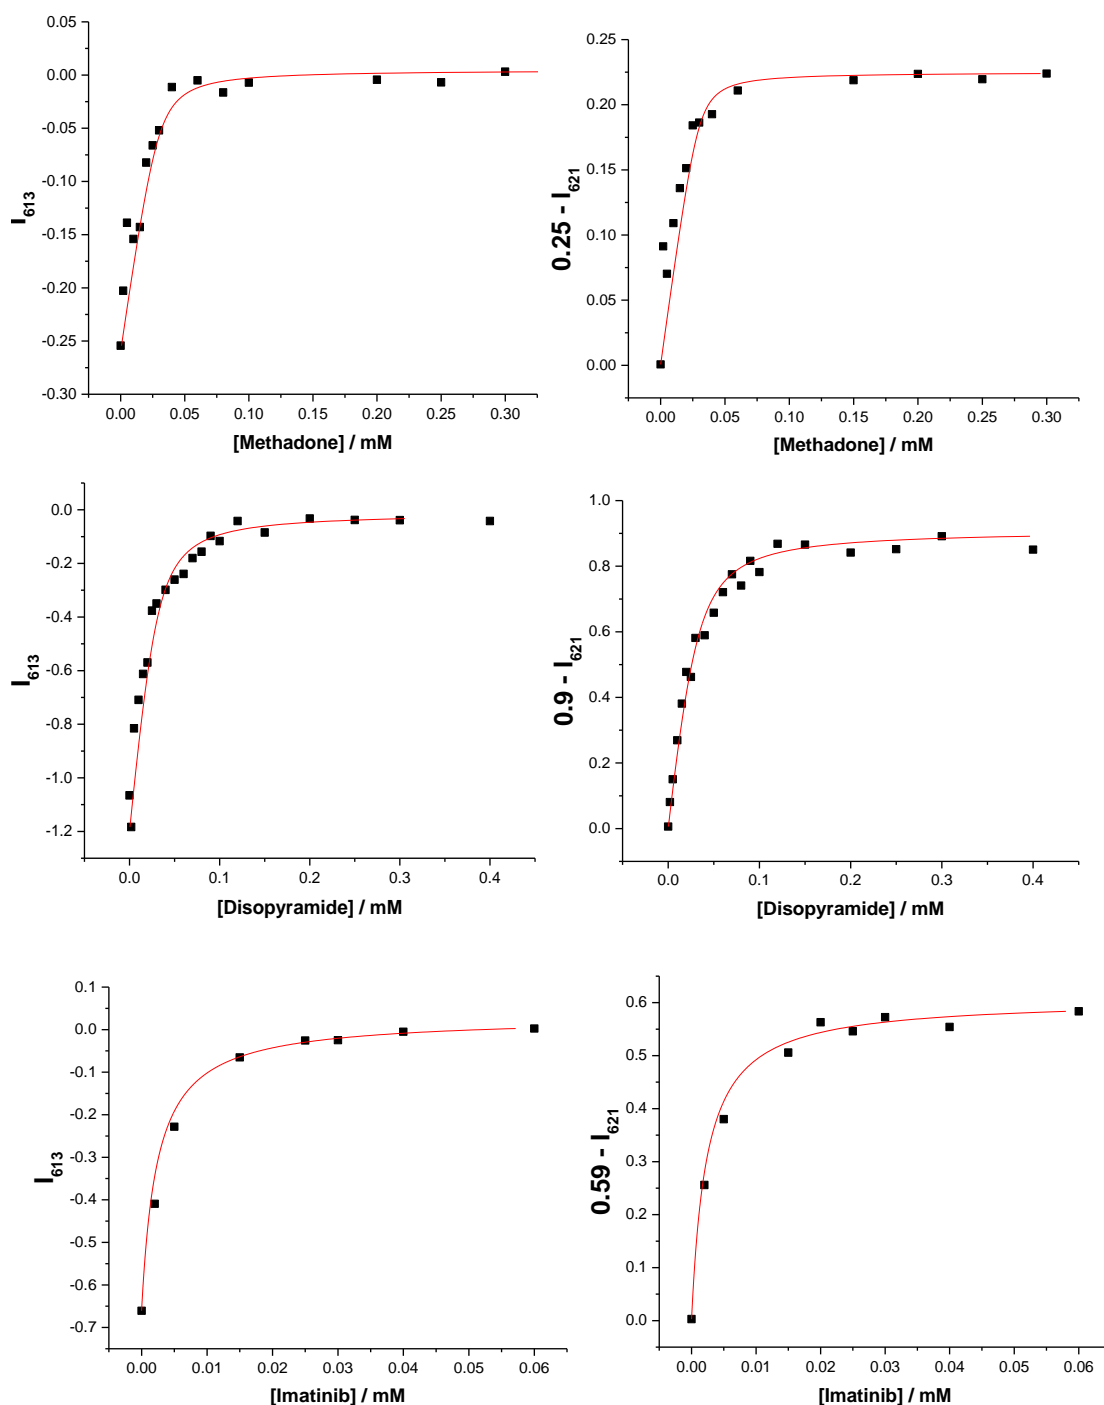 0.05
0.00
-0.05
-0.10
-0.15
-0.20
-0.25
-0.30
I613
0.00 0.05 0.10 0.15 0.20 0.25 0.30
[Methadone] / mM
0.25
0.20
0.15
0.10
0.05
0.00
0.25 - I621
0.00 0.05 0.10 0.15 0.20 0.25 0.30
[Methadone] / mM
0.0
-0.2
-0.4
-0.6
-0.8
-1.0
-1.2
I613
0.0 0.1 0.2 0.3 0.4
[Disopyramide] / mM
1.0
0.8
0.6
0.4
0.2
0.0
0.9 - I621
0.0 0.1 0.2 0.3 0.4
[Disopyramide] / mM
0.1
0.0
-0.1
-0.2
-0.3
-0.4
-0.5
-0.6
-0.7
I613
0.00 0.01 0.02 0.03 0.04 0.05 0.06
[Imatinib] / mM
0.6
0.5
0.4
0.3
0.2
0.1
0.0
0.59 - I621
0.00 0.01 0.02 0.03 0.04 0.05 0.06
[Imatinib] / mM